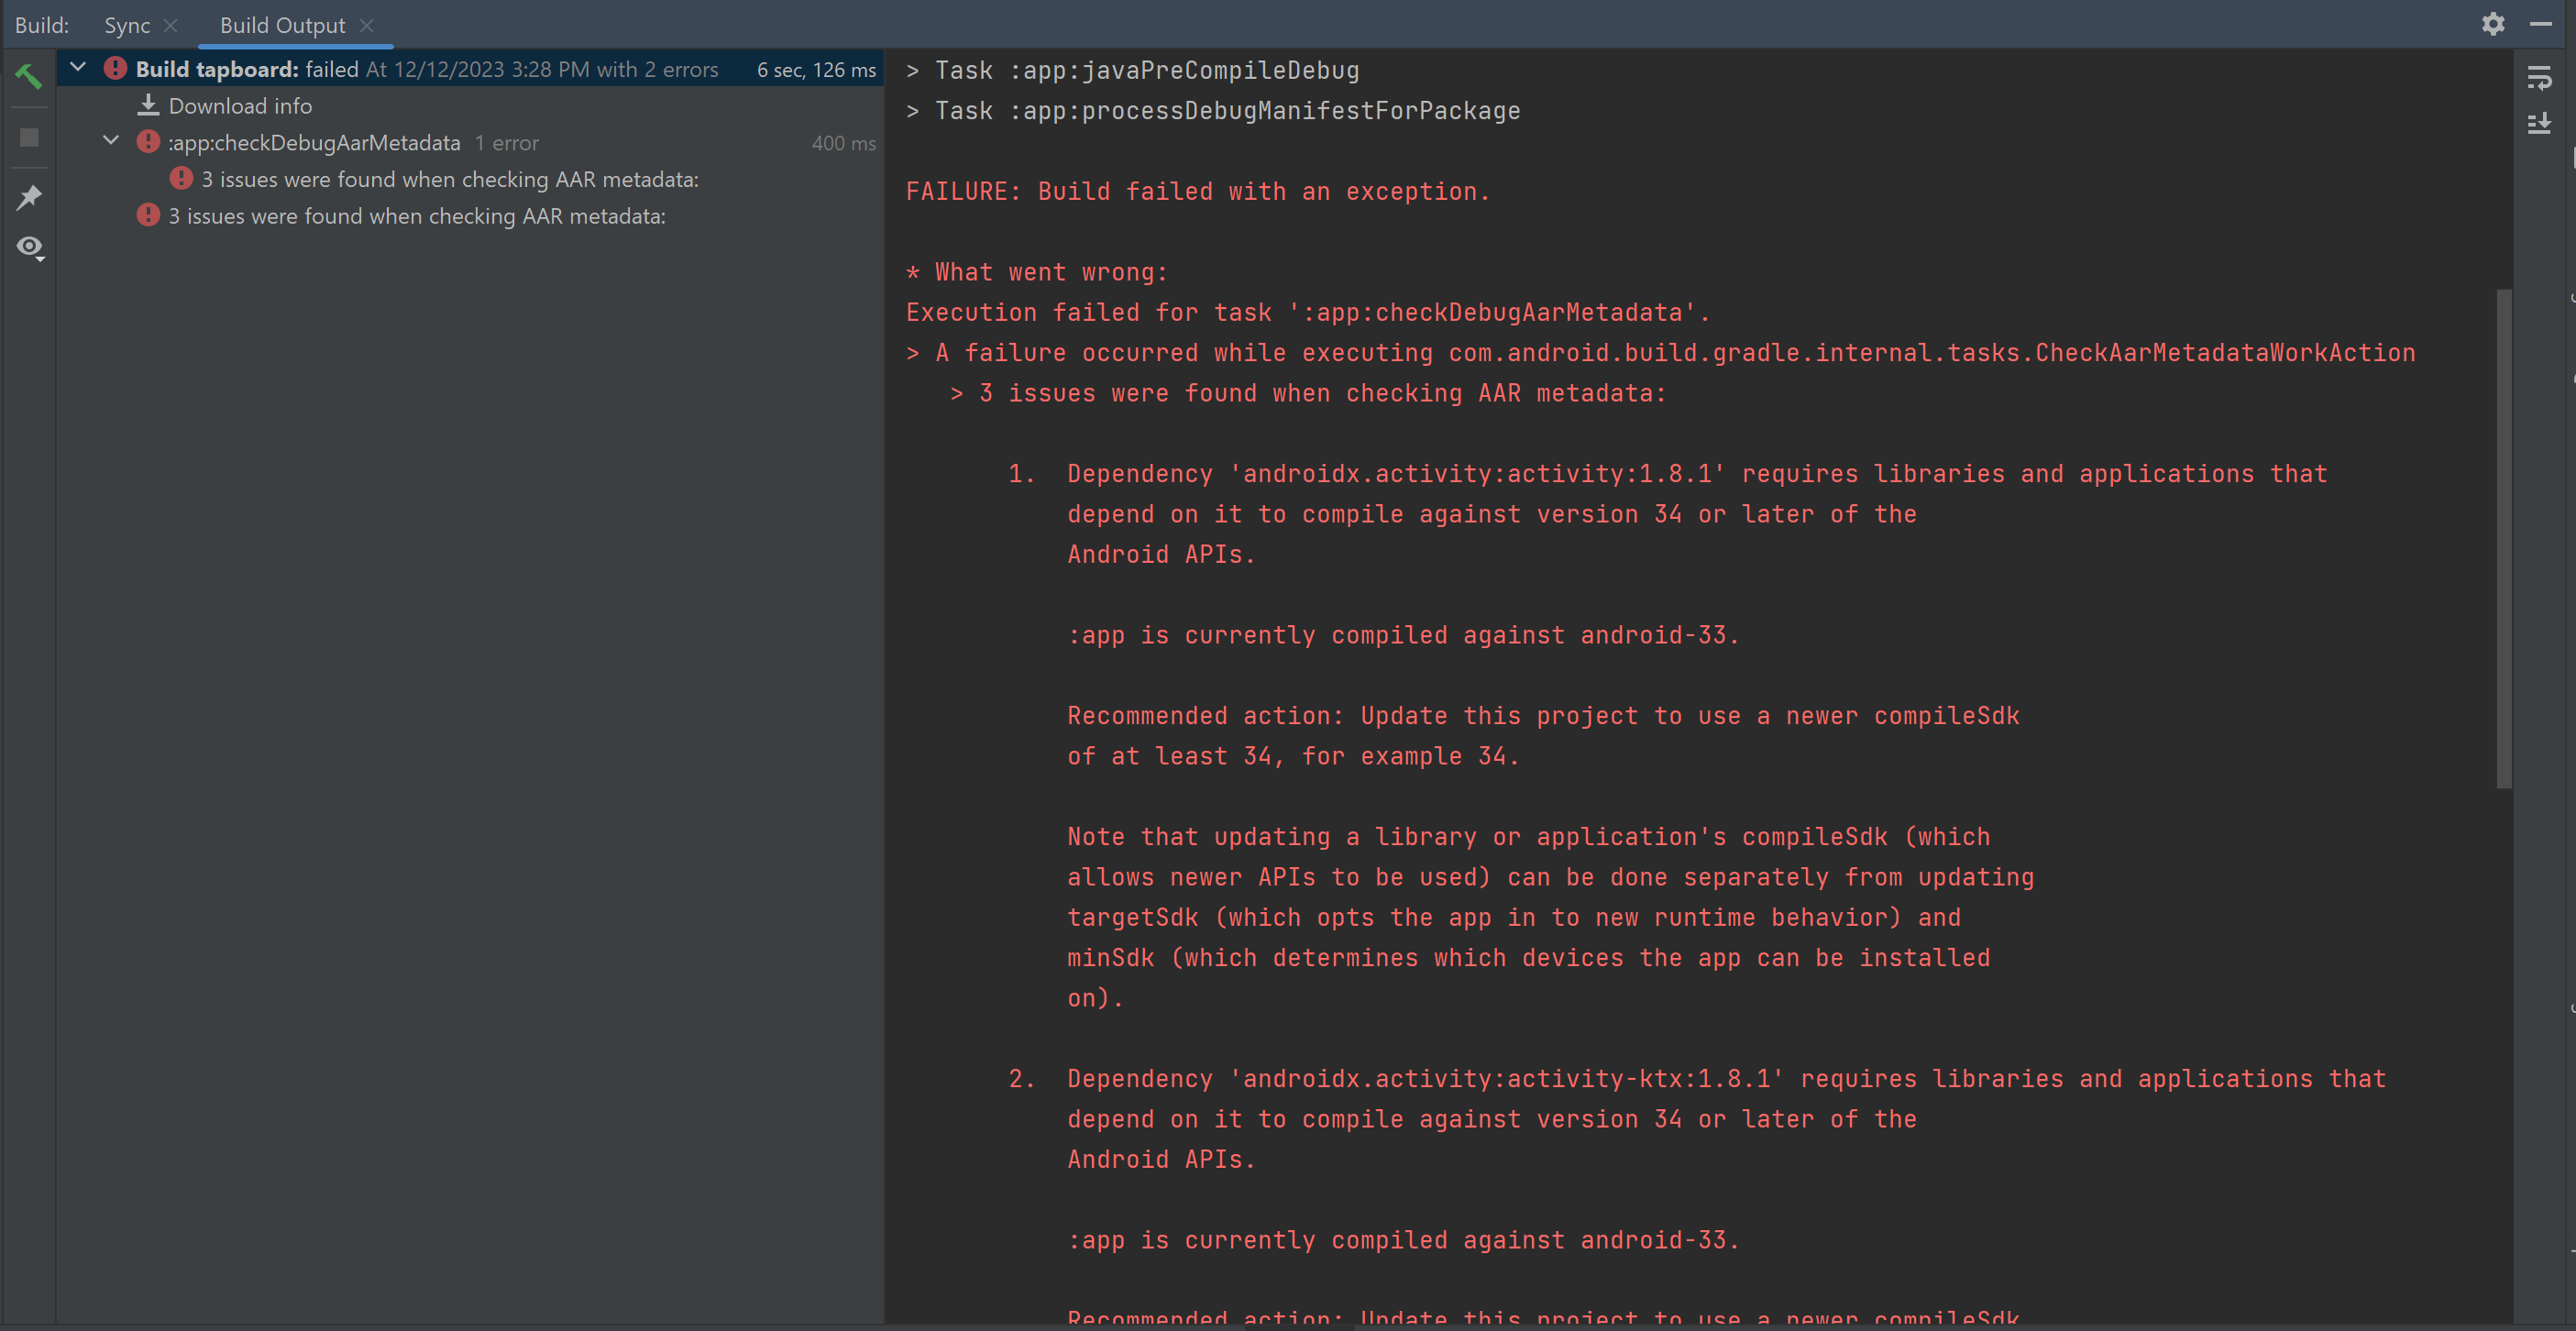 Build:
Sync
Build Output
Build tapboard: failed At 12/12/2023 3:28 PM with 2 errors 6 sec, 126 ms
Download info
:app:checkDebugAarMetadata 1 error 400 ms
3 issues were found when checking AAR metadata:
3 issues were found when checking AAR metadata:
> Task :app:javaPreCompileDebug
> Task :app:processDebugManifestForPackage
FAILURE: Build failed with an exception.
* What went wrong:
Execution failed for task ':app:checkDebugAarMetadata'.
> A failure occurred while executing com.android.build.gradle.internal.tasks.CheckAarMetadataWorkAction
> 3 issues were found when checking AAR metadata:
1. Dependency 'androidx.activity:activity:1.8.1' requires libraries and applications that
depend on it to compile against version 34 or later of the
Android APIs.
:app is currently compiled against android-33.
Recommended action: Update this project to use a newer compileSdk
of at least 34, for example 34.
Note that updating a library or application's compileSdk (which
allows newer APIs to be used) can be done separately from updating
targetSdk (which opts the app in to new runtime behavior) and
minSdk (which determines which devices the app can be installed
on).
2. Dependency 'androidx.activity:activity-ktx:1.8.1' requires libraries and applications that
depend on it to compile against version 34 or later of the
Android APIs.
:app is currently compiled against android-33.
Recommended action: Update this project to use a newer compileSdk